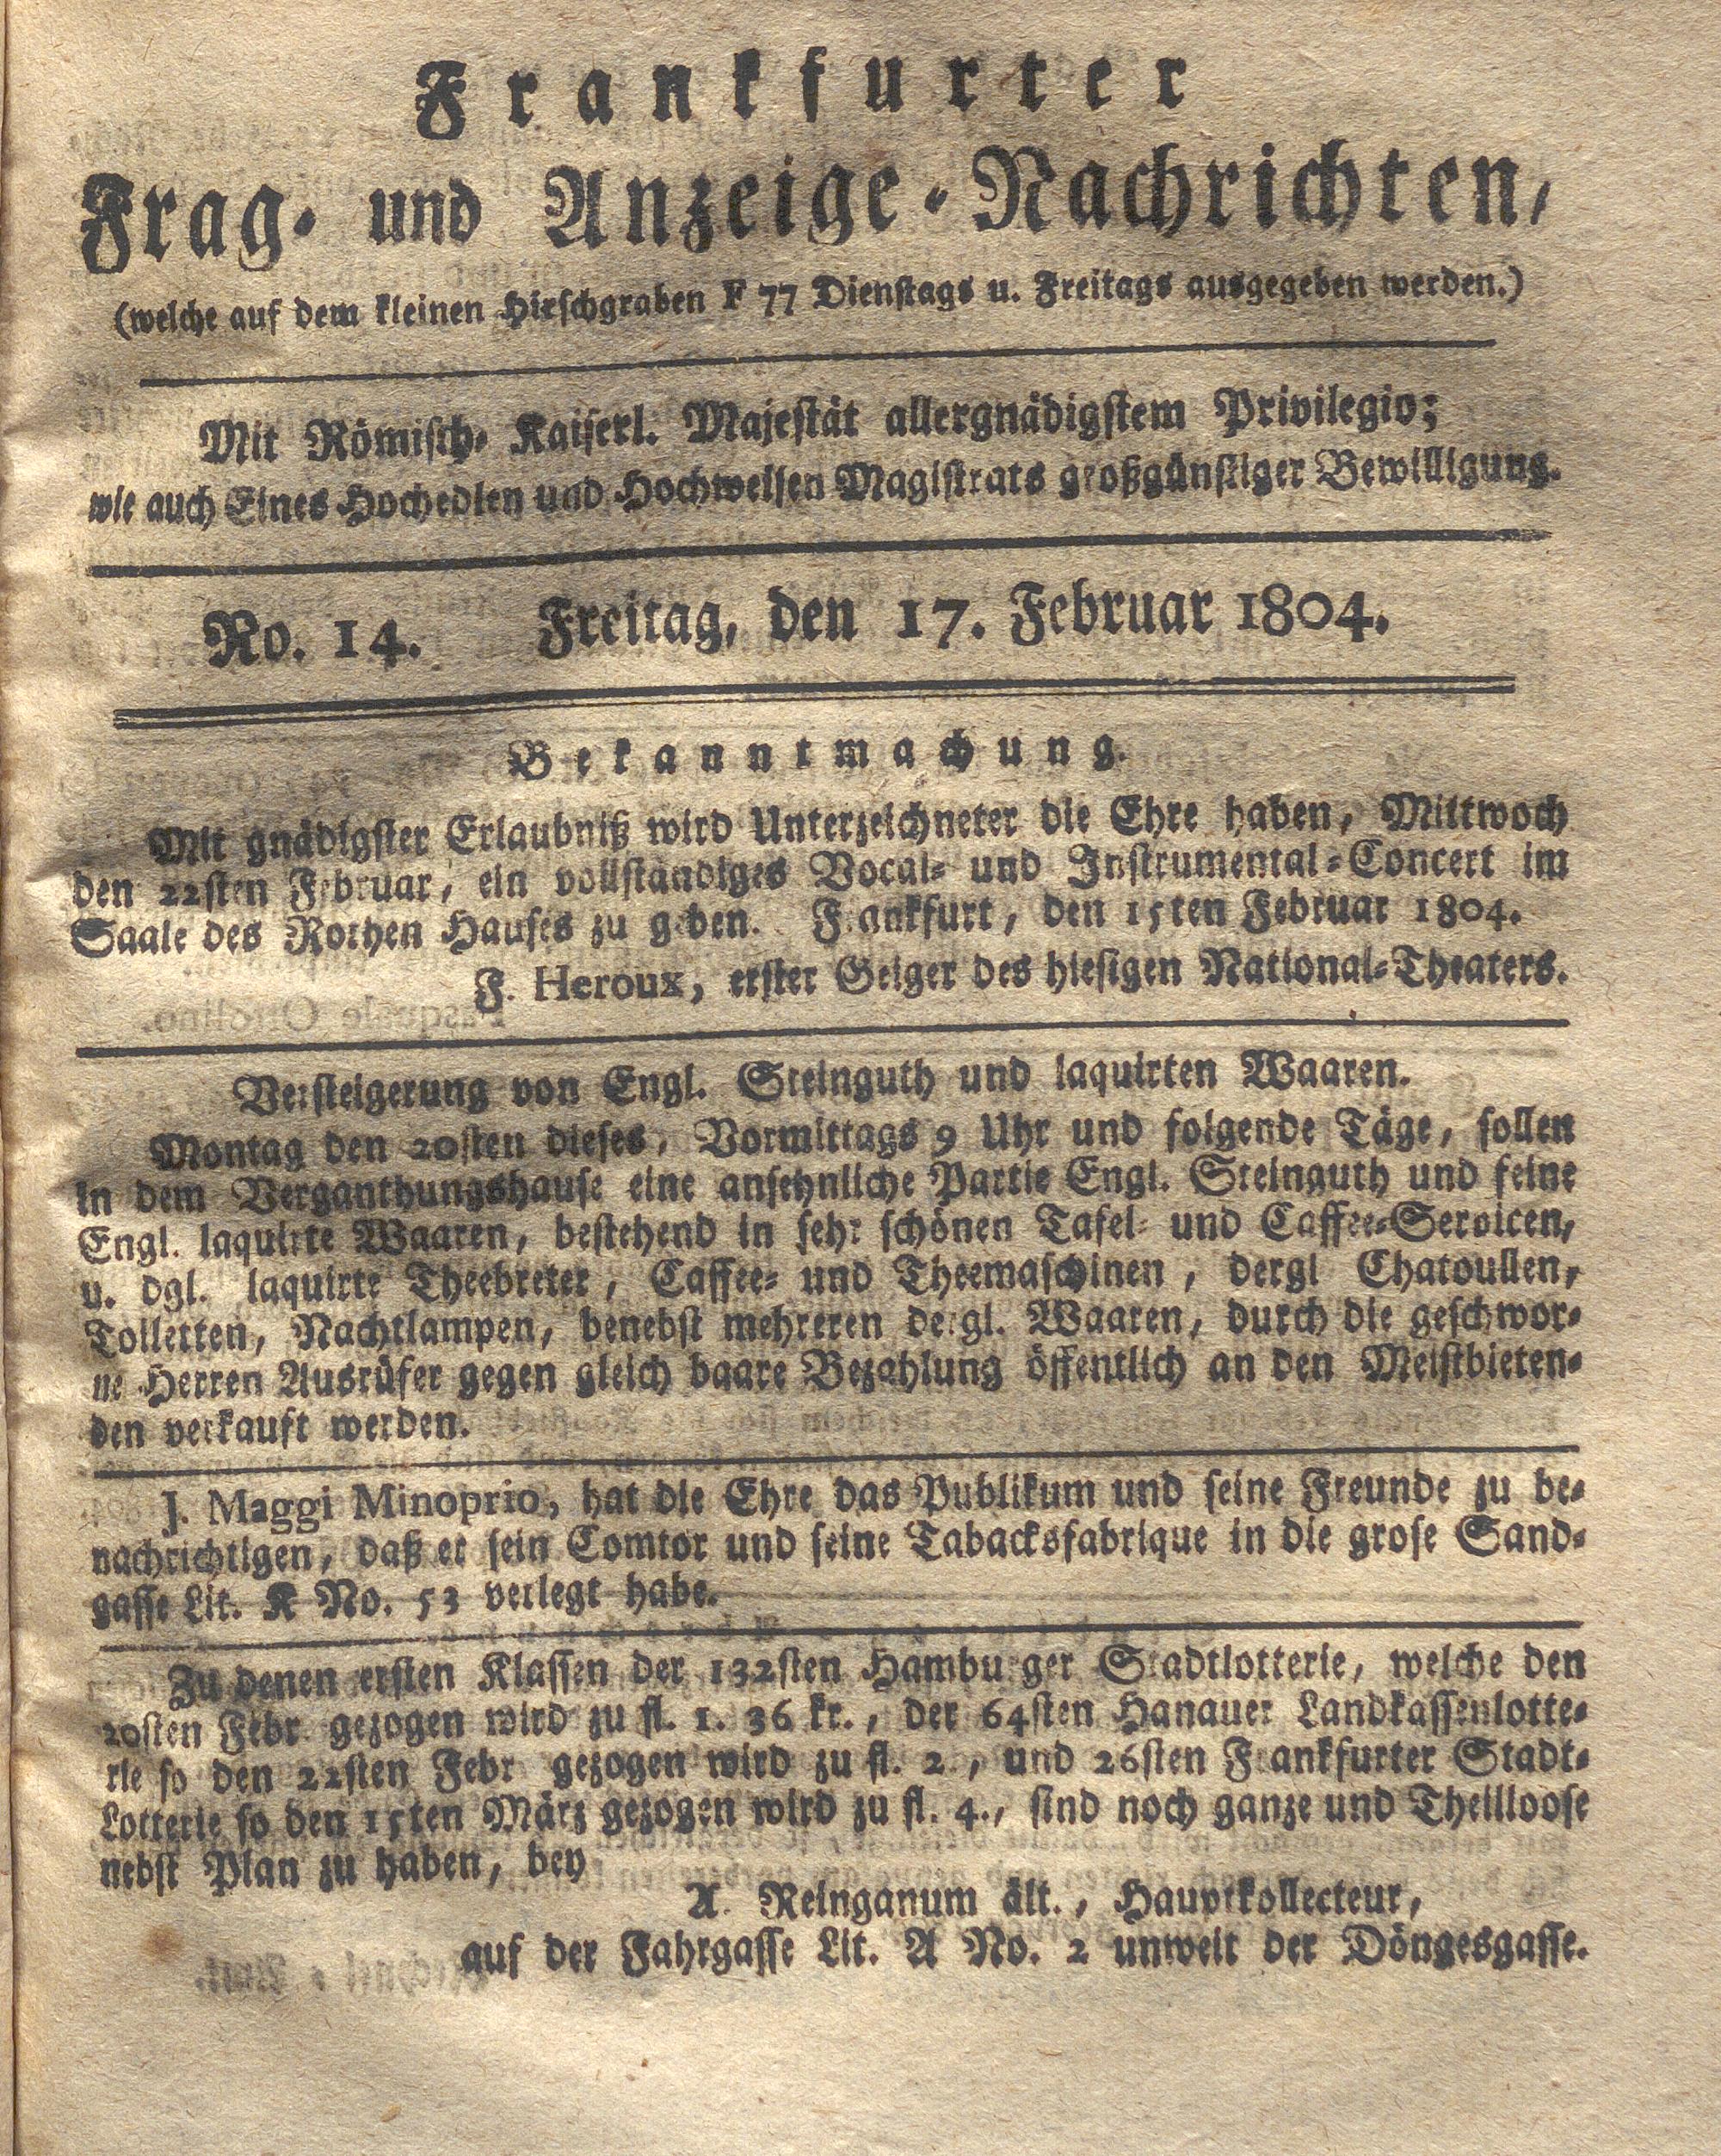 Frankfurter
Frag- und Anzeige-Nachrichten,
(welche auf dem kleinen Hirschgraben F 77 Dienstags u. Freitags ausgegeben werden.)
Mit Römisch- Kaiserl. Majestät allergnädigstem Privilegio;
wie auch Eines Hochedlen und Hochweisen Magistrats großgünstiger Bewilligung.
No. 14. Freitag, den 17. Februar 1804.
Bekanntmachung.
Mit gnädigster Erlaubniß wird Unterzeichneter die Ehre haben, Mittwoch
den 22sten Februar, ein vollständiges Vocal- und Instrumental-Concert im
Saale des Rothen Hauses zu geben. Frankfurt, den 15ten Februar 1804.
F. Heroux, erster Geiger des hiesigen National-Theaters.
Versteigerung von Engl. Steinguth und laquirten Waaren.
Montag den 20sten dieses, Vormittags 9 Uhr und folgende Täge, sollen
in dem Verganthungshause eine ansehnliche Partie Engl. Steinguth und feine
Engl. laquirte Waaren, bestehend in sehr schönen Tafel- und Caffee-Servicen,
u. dgl. laquirte Theebreter, Caffee- und Theemaschinen, dergl Chatoullen,
Toiletten, Nachtlampen, benebst mehreren dergl. Waaren, durch die geschwor-
ne Herren Ausrüfer gegen gleich baare Bezahlung öffentlich an den Meistbieten-
den verkauft werden.
J. Maggi Minoprio, hat die Ehre das Publikum und seine Freunde zu be-
nachrichtigen, daß er sein Comtor und seine Tabacksfabrique in die grose Sand-
gasse Lit. K No. 53 verlegt habe.
Zu denen ersten Klassen der 132sten Hamburger Stadtlotterie, welche den
20sten Febr. gezogen wird zu fl. 1. 36 kr., der 64sten Hanauer Landkassenlotte-
rie so den 22sten Febr gezogen wird zu fl. 2., und 26sten Frankfurter Stadt-
Lotterie so den 15ten März gezogen wird zu fl. 4., sind noch ganze und Theilloose
nebst Plan zu haben, bey
A. Reinganum ält., Hauptkollecteur,
auf der Fahrgasse Lit. A No. 2 unweit der Döngesgasse.